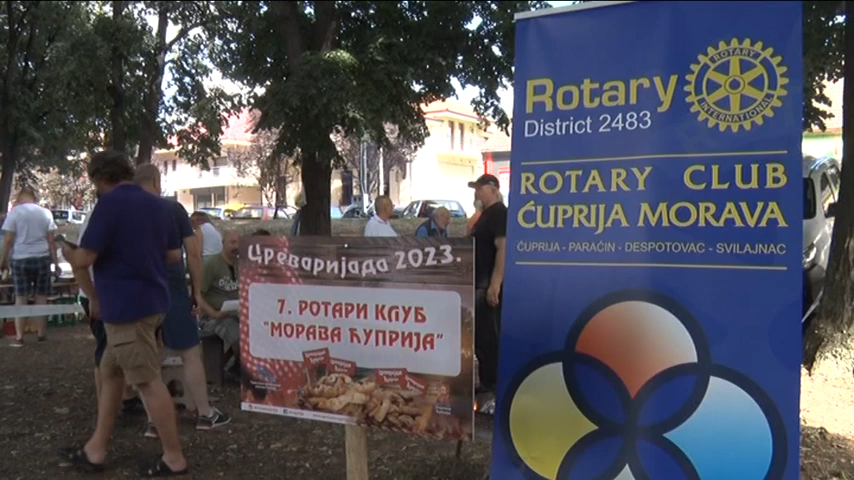 Цреваријада 2023.
7. РОТАРИ КЛУБ
"МОРАВА ЋУПРИЈА"
Rotary
District 2483
ROTARY
INTERNATIONAL
ROTARY CLUB
ĆUPRIJA MORAVA
ĆUPRIJA - PARAĆIN - DESPOTOVAC - SVILAJNAC